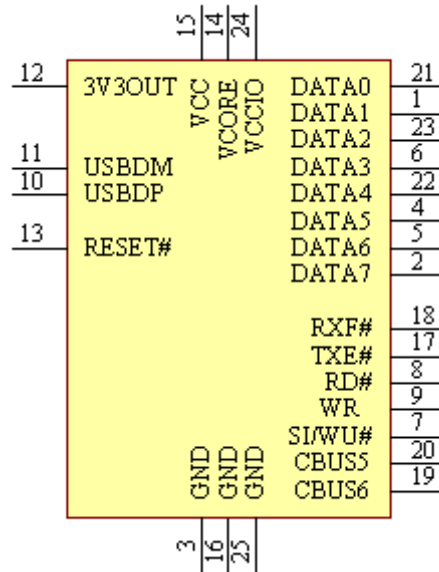 15 14 24
12 3V3OUT VCC VCORE VCCIO DATA0 21
DATA1 1
DATA2 23
11 USBDM DATA3 6
10 USBDP DATA4 22
DATA5 4
13 RESET# DATA6 5
DATA7 2
RXF# 18
TXE# 17
RD# 8
WR 9
SI/WU# 7
GND GND GND CBUS5 20
CBUS6 19
3 16 25